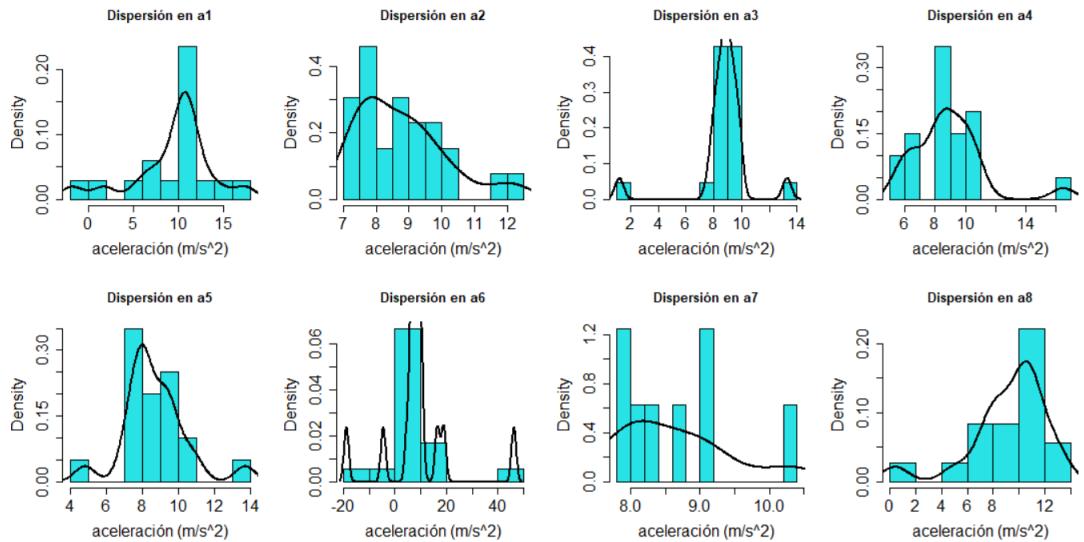 Dispersión en a1
Dispersión en a2
Dispersión en a3
Dispersión en a4
Density
0.00 0.10 0.20
0 5 10 15
aceleración (m/s^2)
Density
0.0 0.2 0.4
7 8 9 10 11 12
aceleración (m/s^2)
Density
0.0 0.1 0.2 0.3 0.4
2 4 6 8 10 14
aceleración (m/s^2)
Density
0.00 0.15 0.30
6 8 10 14
aceleración (m/s^2)
Dispersión en a5
Dispersión en a6
Dispersión en a7
Dispersión en a8
Density
0.00 0.15 0.30
4 6 8 10 12 14
aceleración (m/s^2)
Density
0.00 0.02 0.04 0.06
-20 0 20 40
aceleración (m/s^2)
Density
0.0 0.4 0.8 1.2
8.0 9.0 10.0
aceleración (m/s^2)
Density
0.00 0.10 0.20
0 2 4 6 8 10
aceleración (m/s^2)